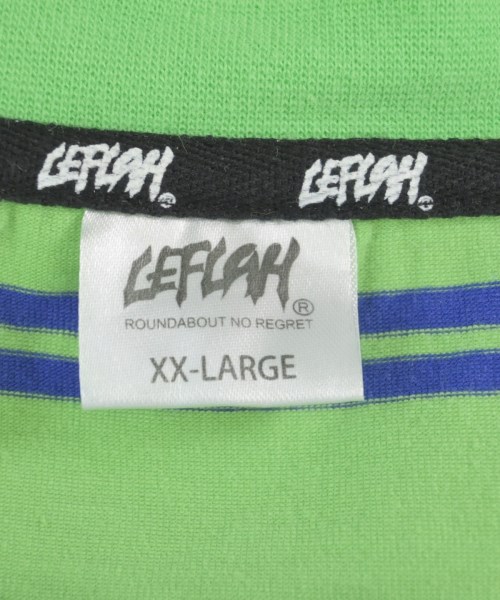 LEFLAH LEFLAH
LEFLAH®
ROUNDABOUT NO REGRET
XX-LARGE